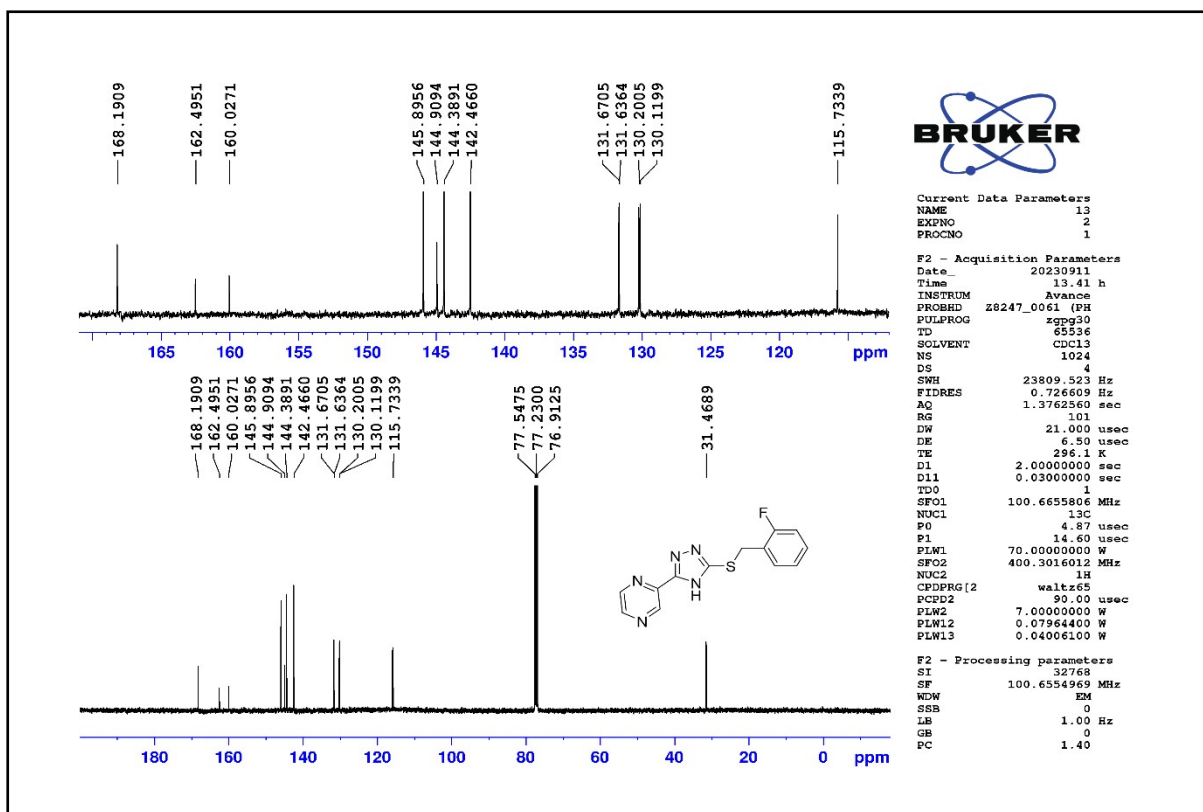 168.1909
162.4951
160.0271
145.8956
144.9094
144.3891
142.4660
131.6705
131.6364
130.2005
130.1199
115.7339
165 160 155 150 145 140 135 130 125 120 ppm
168.1909
162.4951
160.0271
145.8956
144.9094
144.3891
142.4660
131.6705
131.6364
130.2005
130.1199
115.7339
77.5475
77.2300
76.9125
31.4689
F
N N
S
N
H
N
N
180 160 140 120 100 80 60 40 20 0 ppm
BRUKER
Current Data Parameters
NAME 13
EXPNO 2
PROCNO 1
F2 - Acquisition Parameters
Date_ 20230911
Time 13.41 h
INSTRUM Avance
PROBHD Z8247_0061 (PH
PULPROG zgpg30
TD 65536
SOLVENT CDCl3
NS 1024
DS 4
SWH 23809.523 Hz
FIDRES 0.726609 Hz
AQ 1.3762560 sec
RG 101
DW 21.000 usec
DE 6.50 usec
TE 296.1 K
D1 2.00000000 sec
D11 0.03000000 sec
TD0 1
SFO1 100.6655806 MHz
NUC1 13C
P0 4.87 usec
P1 14.60 usec
PLW1 70.00000000 W
SFO2 400.3016012 MHz
NUC2 1H
CPDPRG[2 waltz65
PCPD2 90.00 usec
PLW2 7.00000000 W
PLW12 0.07964400 W
PLW13 0.04006100 W
F2 - Processing parameters
SI 32768
SF 100.6554969 MHz
WDW EM
SSB 0
LB 1.00 Hz
GB 0
PC 1.40